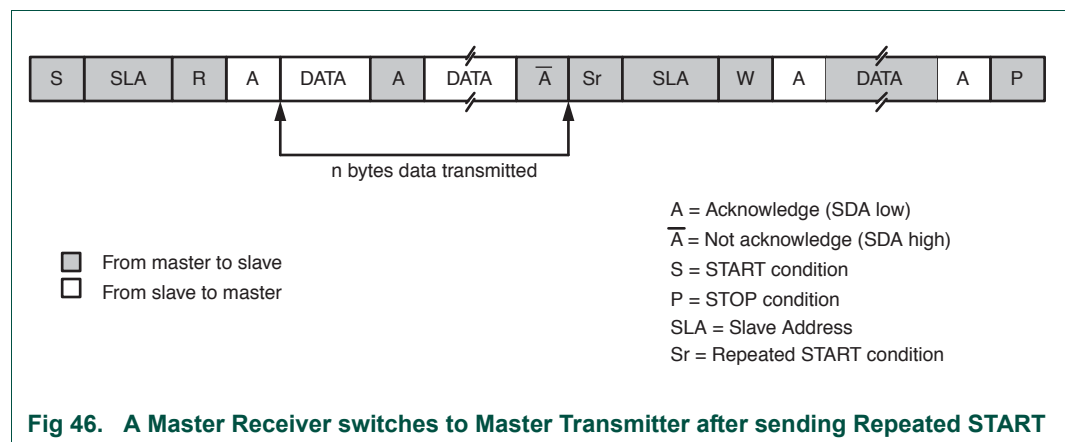 S SLA R A DATA A DATA A̅ Sr SLA W A DATA A P
n bytes data transmitted
From master to slave
From slave to master
A = Acknowledge (SDA low)
A̅ = Not acknowledge (SDA high)
S = START condition
P = STOP condition
SLA = Slave Address
Sr = Repeated START condition
Fig 46. A Master Receiver switches to Master Transmitter after sending Repeated START